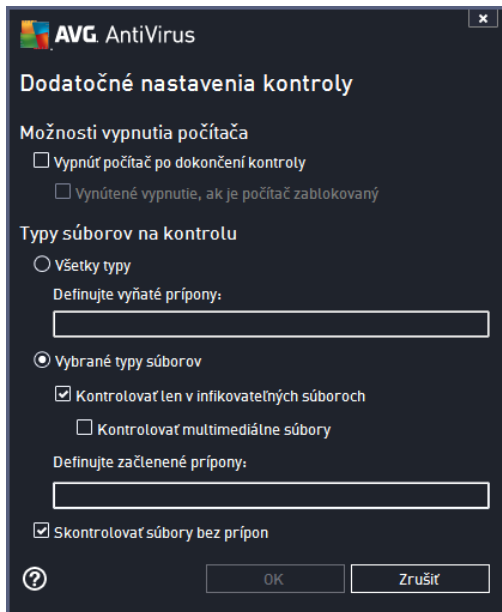 AVG. AntiVirus
Dodatočné nastavenia kontroly
Možnosti vypnutia počítača
Vypnúť počítač po dokončení kontroly
Vynútené vypnutie, ak je počítač zablokovaný
Typy súborov na kontrolu
Všetky typy
Definujte vyňaté prípony:
Vybrané typy súborov
Kontrolovať len v infikovateľných súboroch
Kontrolovať multimediálne súbory
Definujte začlenené prípony:
Skontrolovať súbory bez prípon
OK
Zrušiť